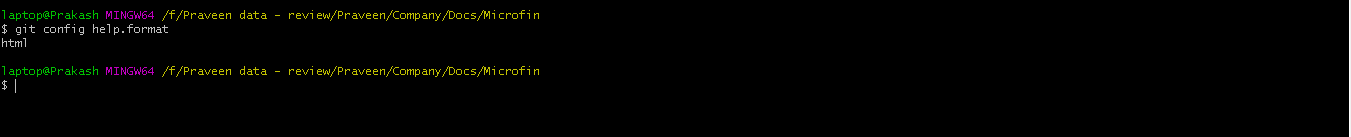 laptop@Prakash MINGW64 /f/Praveen data - review/Praveen/Company/Docs/Microfin
$ git config help.format
html
laptop@Prakash MINGW64 /f/Praveen data - review/Praveen/Company/Docs/Microfin
$